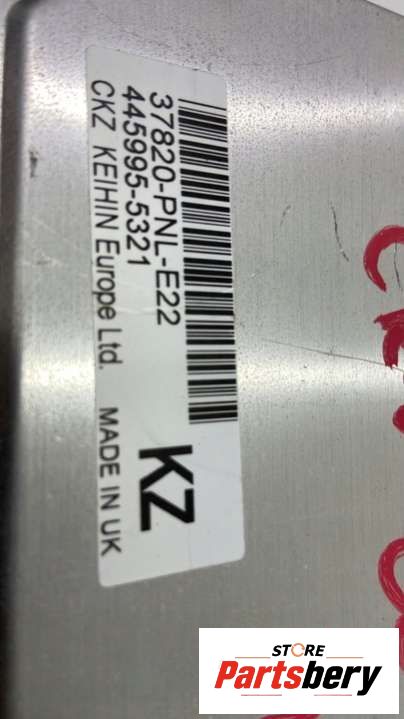 37820-PNL-E22
445995-5321
CKZ KEIHIN Europe Ltd. MADE IN UK
KZ
STORE
Partsbery